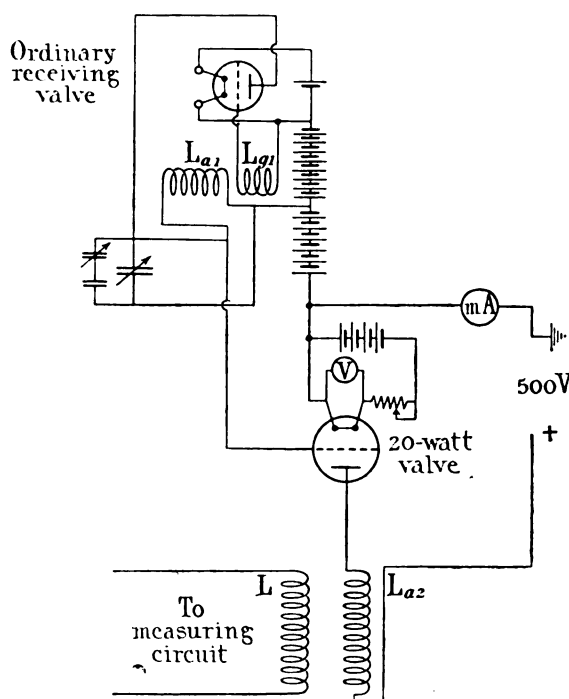 Ordinary
receiving
valve
La1
Lg1
mA
V
500V
+
20-watt
valve
L
La2
To
measuring
circuit